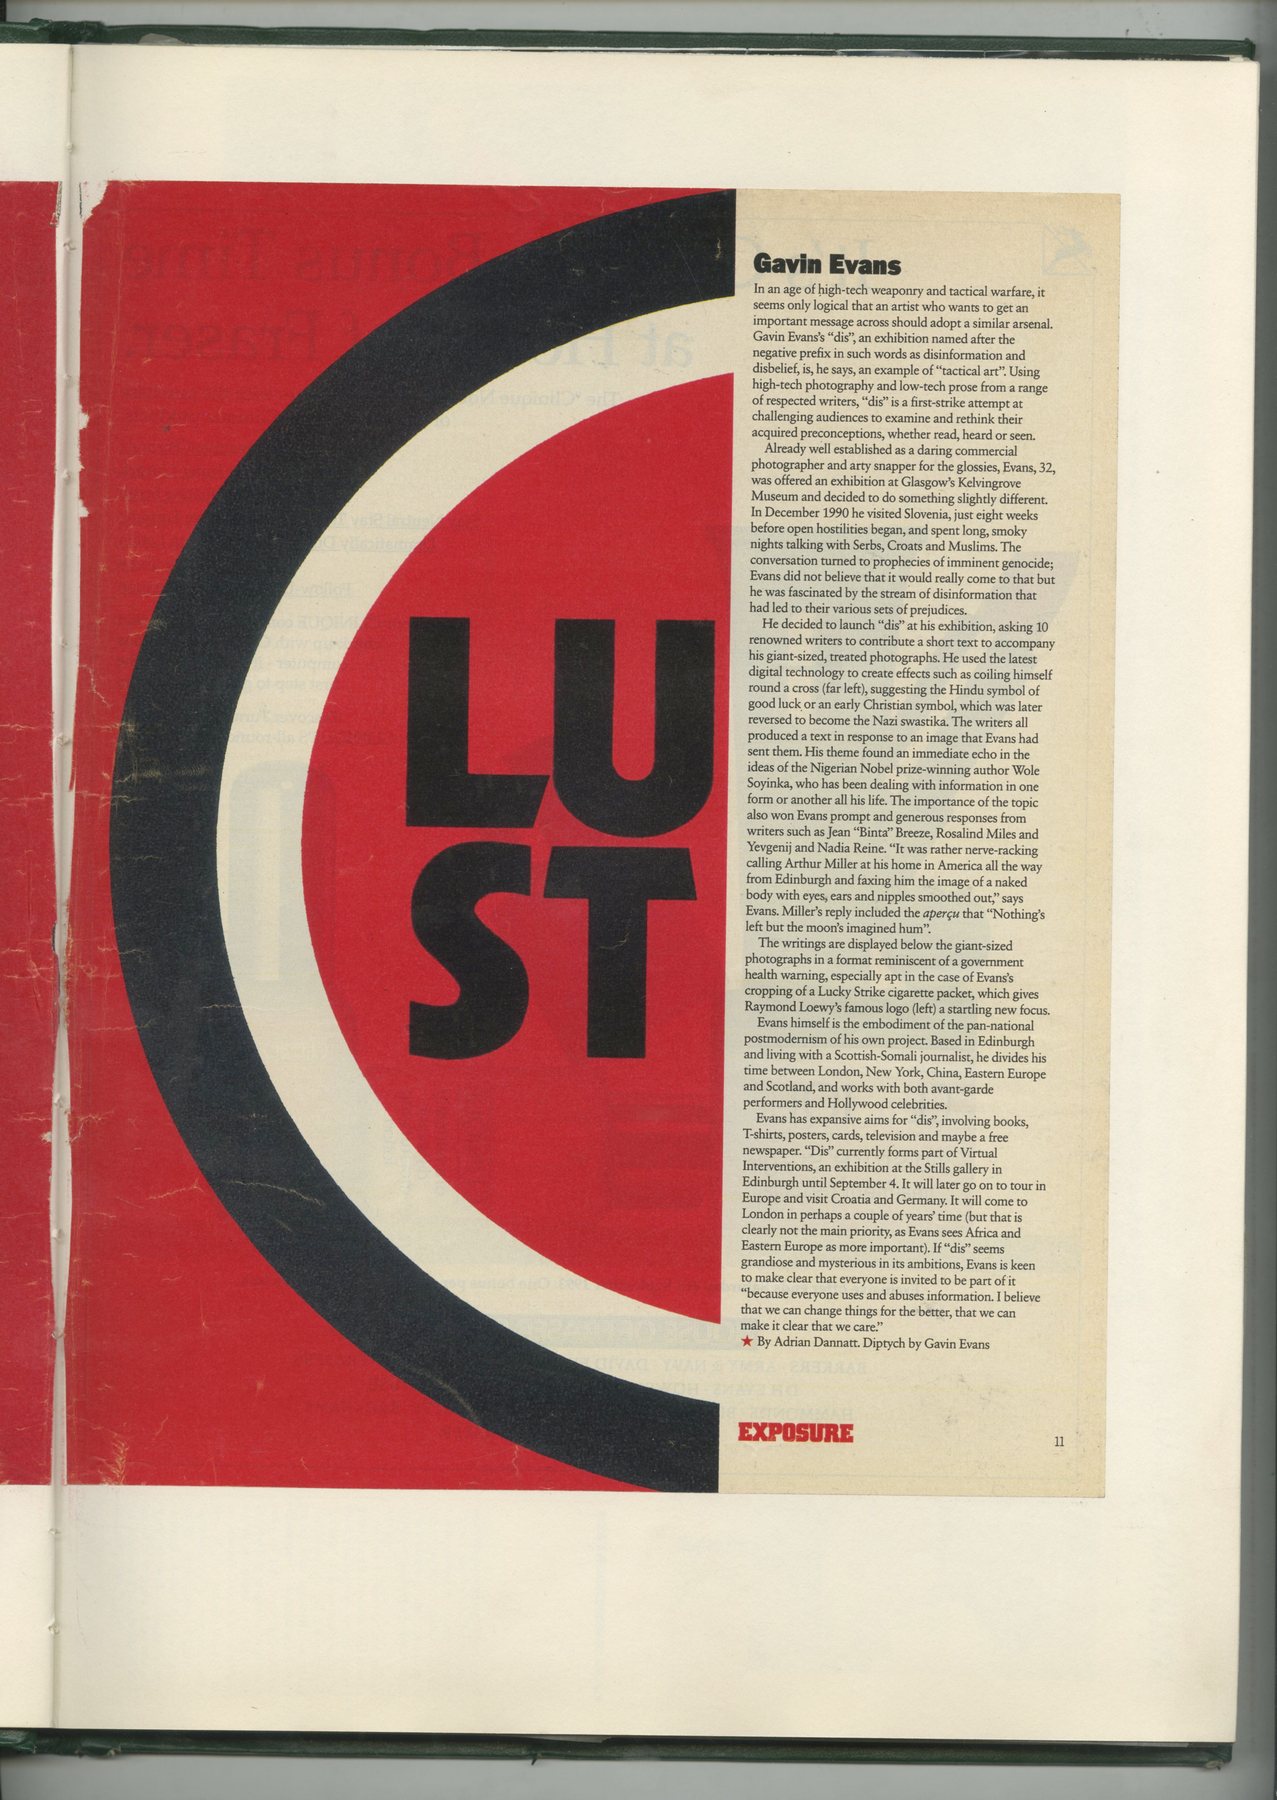 LU
ST
Gavin Evans
In an age of high-tech weaponry and tactical warfare, it
seems only logical that an artist who wants to get an
important message across should adopt a similar arsenal.
Gavin Evans's “dis”, an exhibition named after the
negative prefix in such words as disinformation and
disbelief, is, he says, an example of “tactical art”. Using
high-tech photography and low-tech prose from a range
of respected writers, “dis” is a first-strike attempt at
challenging audiences to examine and rethink their
acquired preconceptions, whether read, heard or seen.
Already well established as a daring commercial
photographer and arty snapper for the glossies, Evans, 32,
was offered an exhibition at Glasgow's Kelvingrove
Museum and decided to do something slightly different.
In December 1990 he visited Slovenia, just eight weeks
before open hostilities began, and spent long, smoky
nights talking with Serbs, Croats and Muslims. The
conversation turned to prophecies of imminent genocide;
Evans did not believe that it would really come to that but
he was fascinated by the stream of disinformation that
had led to their various sets of prejudices.
He decided to launch “dis” at his exhibition, asking 10
renowned writers to contribute a short text to accompany
his giant-sized, treated photographs. He used the latest
digital technology to create effects such as coiling himself
round a cross (far left), suggesting the Hindu symbol of
good luck or an early Christian symbol, which was later
reversed to become the Nazi swastika. The writers all
produced a text in response to an image that Evans had
sent them. His theme found an immediate echo in the
ideas of the Nigerian Nobel prize-winning author Wole
Soyinka, who has been dealing with information in one
form or another all his life. The importance of the topic
also won Evans prompt and generous responses from
writers such as Jean “Binta” Breeze, Rosalind Miles and
Yevgenij and Nadia Reine. “It was rather nerve-racking
calling Arthur Miller at his home in America all the way
from Edinburgh and faxing him the image of a naked
body with eyes, ears and nipples smoothed out,” says
Evans. Miller's reply included the aperçu that “Nothing's
left but the moon's imagined hum”.
The writings are displayed below the giant-sized
photographs in a format reminiscent of a government
health warning, especially apt in the case of Evans's
cropping of a Lucky Strike cigarette packet, which gives
Raymond Loewy's famous logo (left) a startling new focus.
Evans himself is the embodiment of the pan-national
postmodernism of his own project. Based in Edinburgh
and living with a Scottish-Somali journalist, he divides his
time between London, New York, China, Eastern Europe
and Scotland, and works with both avant-garde
performers and Hollywood celebrities.
Evans has expansive aims for “dis”, involving books,
T-shirts, posters, cards, television and maybe a free
newspaper. “Dis” currently forms part of Virtual
Interventions, an exhibition at the Stills gallery in
Edinburgh until September 4. It will later go on to tour in
Europe and visit Croatia and Germany. It will come to
London in perhaps a couple of years' time (but that is
clearly not the main priority, as Evans sees Africa and
Eastern Europe as more important). If “dis” seems
grandiose and mysterious in its ambitions, Evans is keen
to make clear that everyone is invited to be part of it
“because everyone uses and abuses information. I believe
that we can change things for the better, that we can
make it clear that we care.”
★ By Adrian Dannatt. Diptych by Gavin Evans
EXPOSURE
11